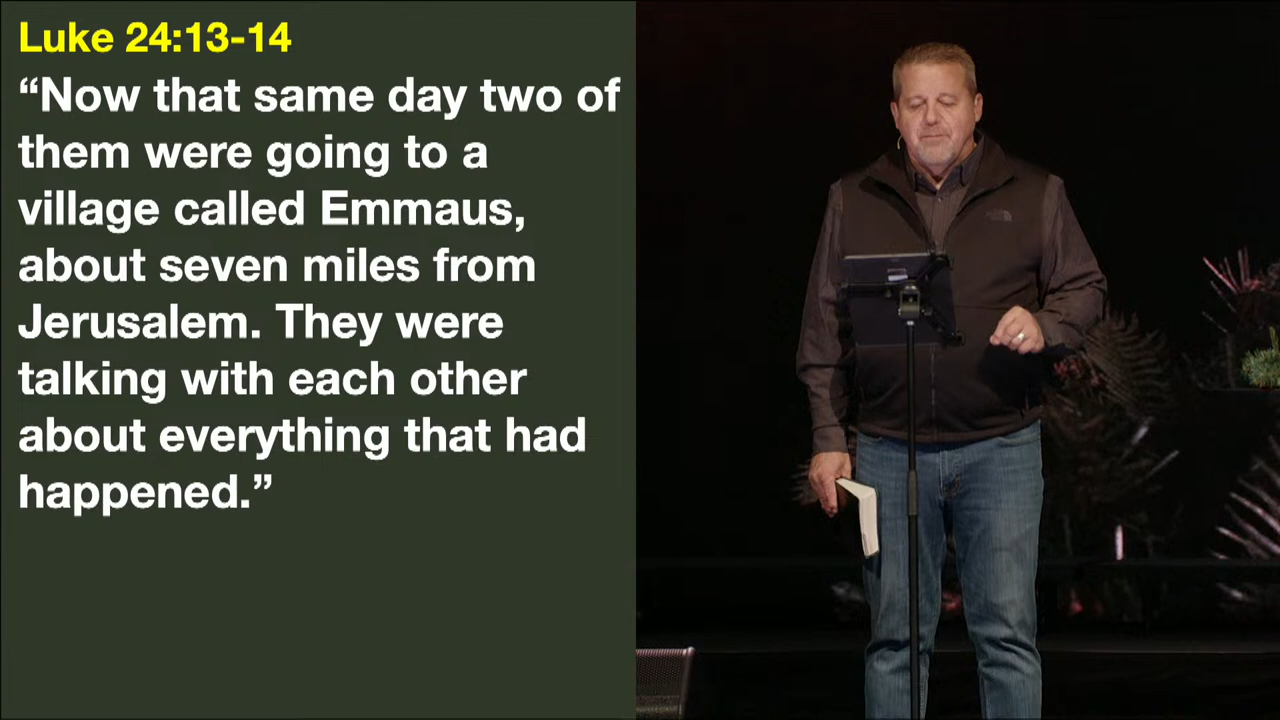 Luke 24:13-14
“Now that same day two of
them were going to a
village called Emmaus,
about seven miles from
Jerusalem. They were
talking with each other
about everything that had
happened.”